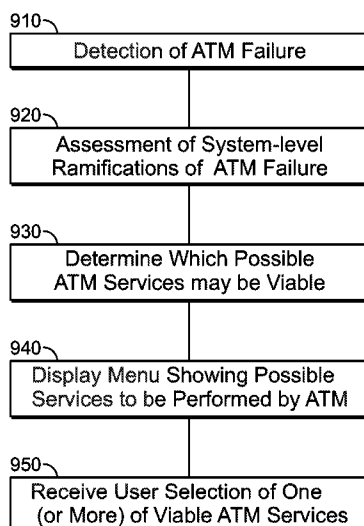 910
Detection of ATM Failure
920
Assessment of System-level
Ramifications of ATM Failure
930
Determine Which Possible
ATM Services may be Viable
940
Display Menu Showing Possible
Services to be Performed by ATM
950
Receive User Selection of One
(or More) of Viable ATM Services